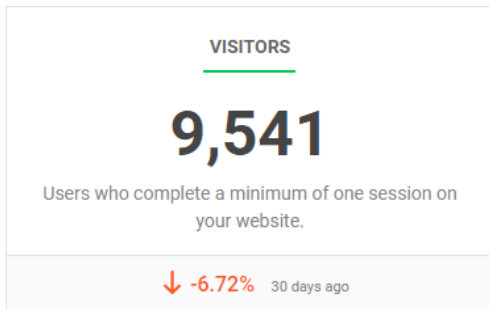 VISITORS
9,541
Users who complete a minimum of one session on
your website.
-6.72% 30 days ago